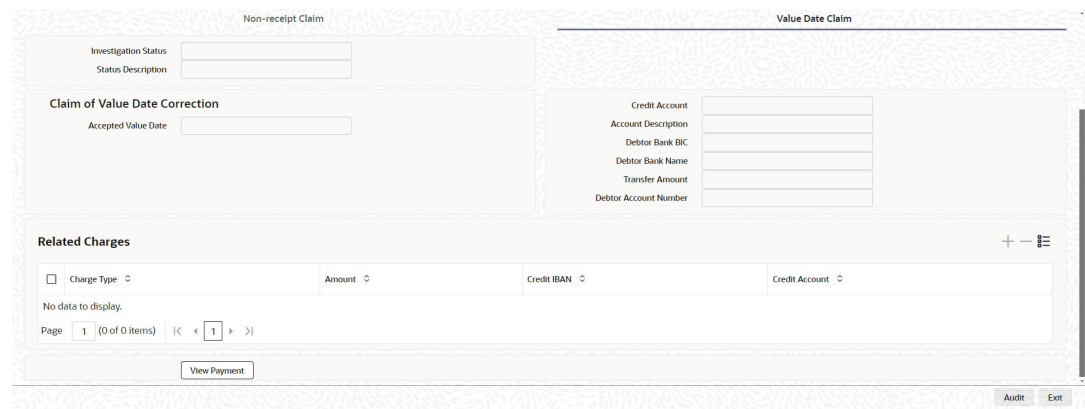 Non-receipt Claim
Value Date Claim
Investigation Status
Status Description
Claim of Value Date Correction
Accepted Value Date
Credit Account
Account Description
Debtor Bank BIC
Debtor Bank Name
Transfer Amount
Debtor Account Number
Related Charges
Charge Type Amount Credit IBAN Credit Account
No data to display.
Page 1 (0 of 0 items) 1
View Payment
Audit Exit